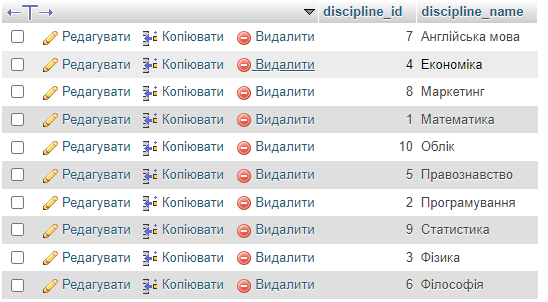 discipline_id discipline_name
Редагувати Копіювати Видалити 7 Англійська мова
Редагувати Копіювати Видалити 4 Економіка
Редагувати Копіювати Видалити 8 Маркетинг
Редагувати Копіювати Видалити 1 Математика
Редагувати Копіювати Видалити 10 Облік
Редагувати Копіювати Видалити 5 Правознавство
Редагувати Копіювати Видалити 2 Програмування
Редагувати Копіювати Видалити 9 Статистика
Редагувати Копіювати Видалити 3 Фізика
Редагувати Копіювати Видалити 6 Філософія